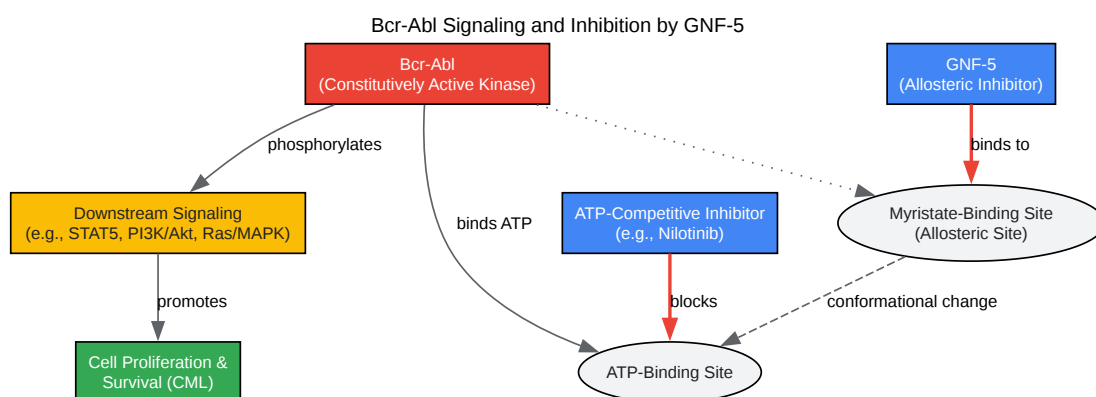 Bcr-Abl Signaling and Inhibition by GNF-5
Bcr-Abl
(Constitutively Active Kinase)
GNF-5
(Allosteric Inhibitor)
phosphorylates
binds to
Downstream Signaling
(e.g., STAT5, PI3K/Akt, Ras/MAPK)
binds ATP
ATP-Competitive Inhibitor
(e.g., Nilotinib)
Myristate-Binding Site
(Allosteric Site)
promotes
blocks
conformational change
Cell Proliferation &
Survival (CML)
ATP-Binding Site